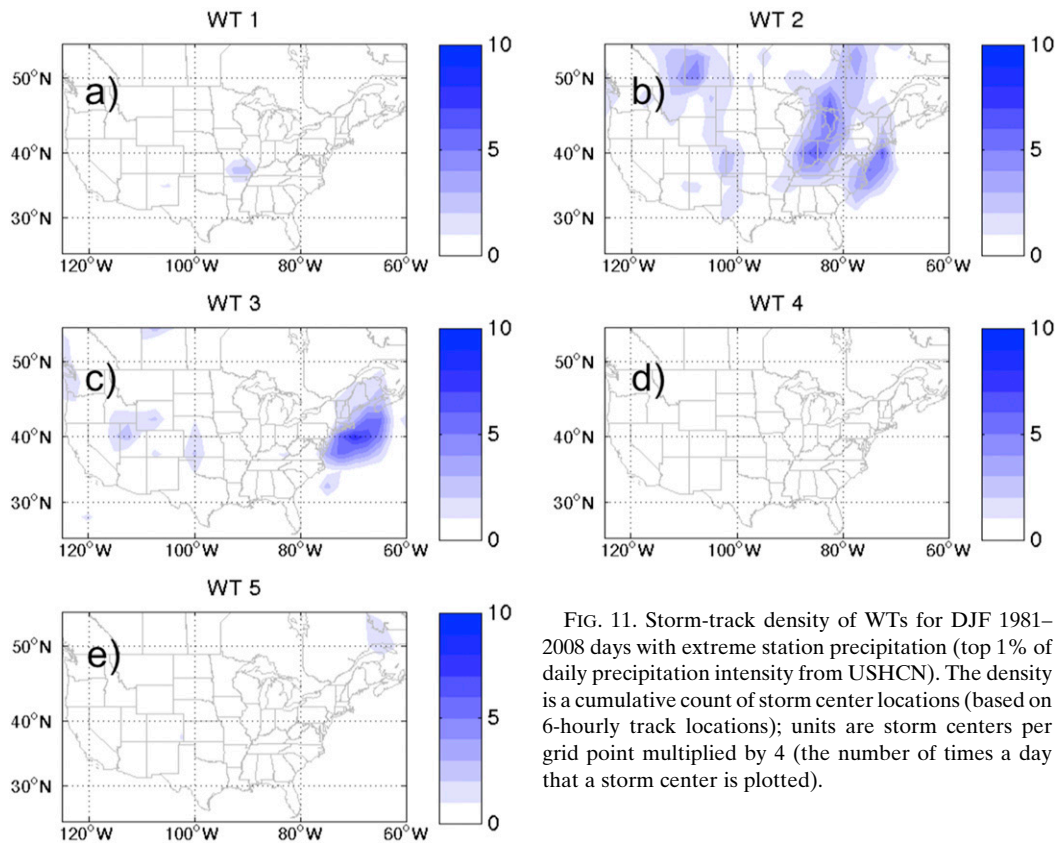 WT 1
WT 2
a)
50°N
40°N
30°N
120°W 100°W 80°W 60°W
10
5
0
b)
50°N
40°N
30°N
120°W 100°W 80°W 60°W
10
5
0
WT 3
WT 4
c)
50°N
40°N
30°N
120°W 100°W 80°W 60°W
10
5
0
d)
50°N
40°N
30°N
120°W 100°W 80°W 60°W
10
5
0
WT 5
e)
50°N
40°N
30°N
120°W 100°W 80°W 60°W
10
5
0
FIG. 11. Storm-track density of WTs for DJF 1981–
2008 days with extreme station precipitation (top 1% of
daily precipitation intensity from USHCN). The density
is a cumulative count of storm center locations (based on
6-hourly track locations); units are storm centers per
grid point multiplied by 4 (the number of times a day
that a storm center is plotted).